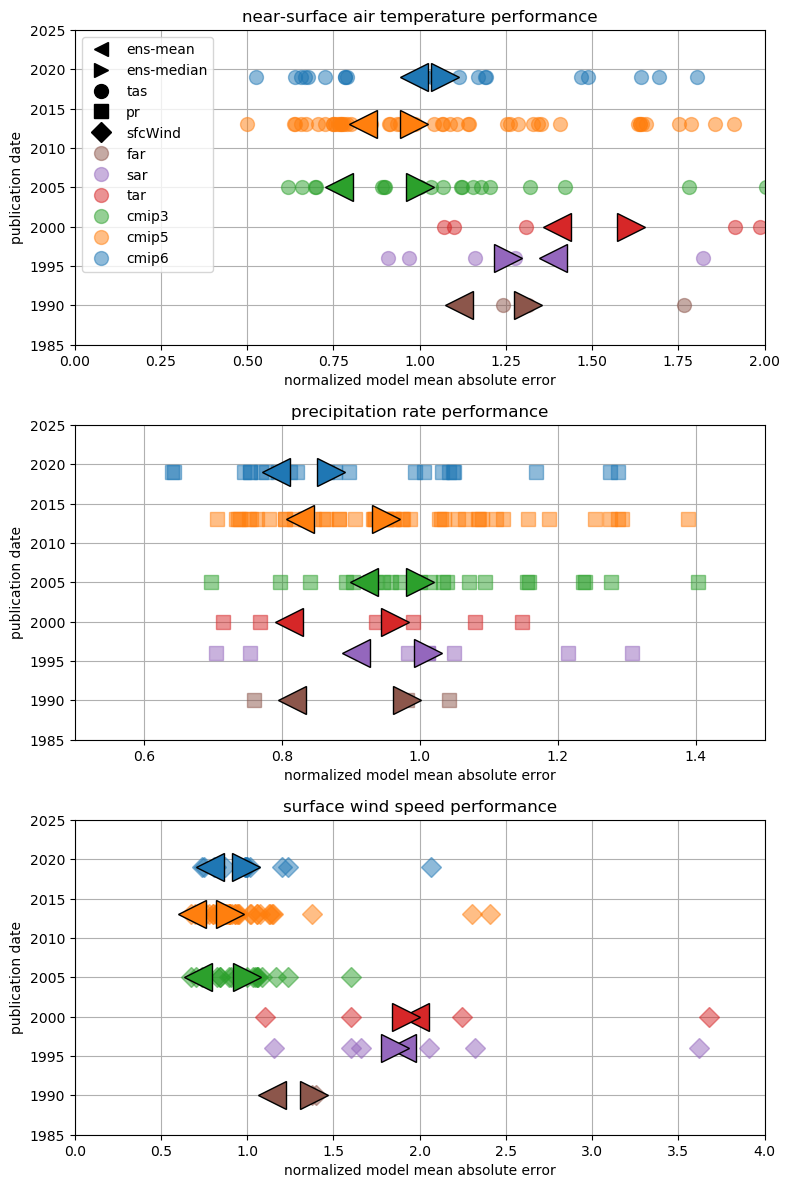 near-surface air temperature performance
2025
2020
2015
2010
2005
2000
1995
1990
1985
publication date
ens-mean
ens-median
tas
pr
sfcWind
far
sar
tar
cmip3
cmip5
cmip6
0.00 0.25 0.50 0.75 1.00 1.25 1.50 1.75 2.00
normalized model mean absolute error
precipitation rate performance
2025
2020
2015
2010
2005
2000
1995
1990
1985
publication date
0.6 0.8 1.0 1.2 1.4
normalized model mean absolute error
surface wind speed performance
2025
2020
2015
2010
2005
2000
1995
1990
1985
publication date
0.0 0.5 1.0 1.5 2.0 2.5 3.0 3.5 4.0
normalized model mean absolute error